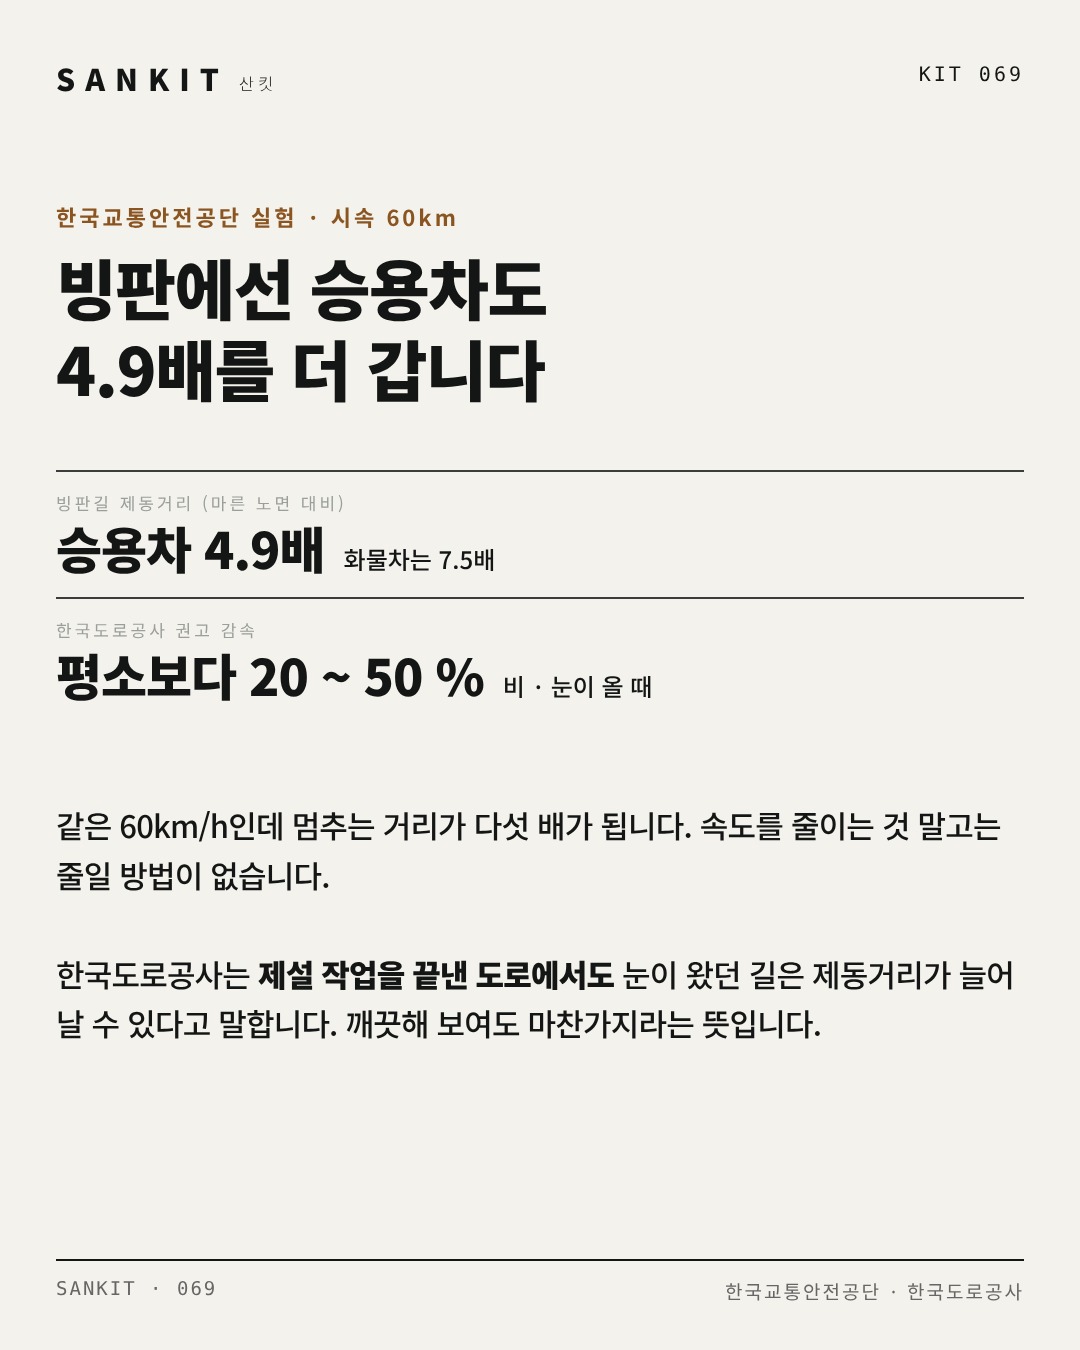 SANKIT 산킷
KIT 069
한국교통안전공단 실험 · 시속 60km
빙판에선 승용차도
4.9배를 더 갑니다
빙판길 제동거리 (마른 노면 대비)
승용차 4.9배 화물차는 7.5배
한국도로공사 권고 감속
평소보다 20 ~ 50 % 비 · 눈이 올 때
같은 60km/h인데 멈추는 거리가 다섯 배가 됩니다. 속도를 줄이는 것 말고는
줄일 방법이 없습니다.
한국도로공사는 제설 작업을 끝낸 도로에서도 눈이 왔던 길은 제동거리가 늘어
날 수 있다고 말합니다. 깨끗해 보여도 마찬가지라는 뜻입니다.
SANKIT · 069
한국교통안전공단 · 한국도로공사